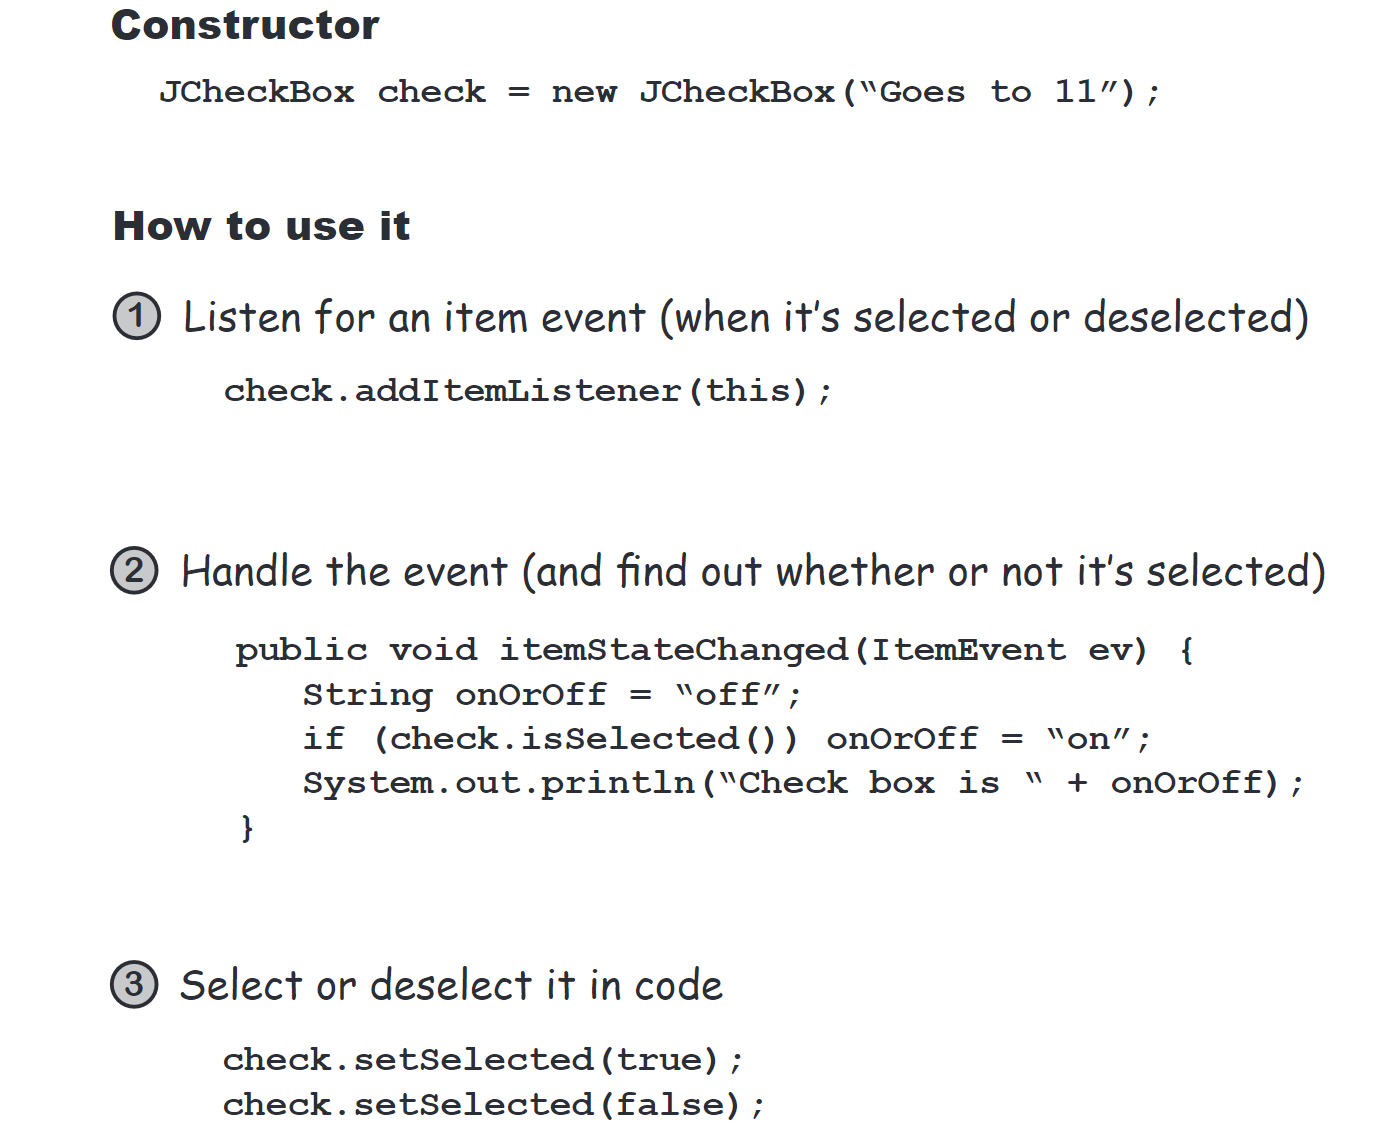 Constructor
JCheckBox check = new JCheckBox(“Goes to 11”);
How to use it
1 Listen for an item event (when it’s selected or deselected)
check.addItemListener(this);
2 Handle the event (and find out whether or not it’s selected)
public void itemStateChanged(ItemEvent ev) {
String onOrOff = “off”;
if (check.isSelected()) onOrOff = “on”;
System.out.println(“Check box is “ + onOrOff);
}
3 Select or deselect it in code
check.setSelected(true);
check.setSelected(false);